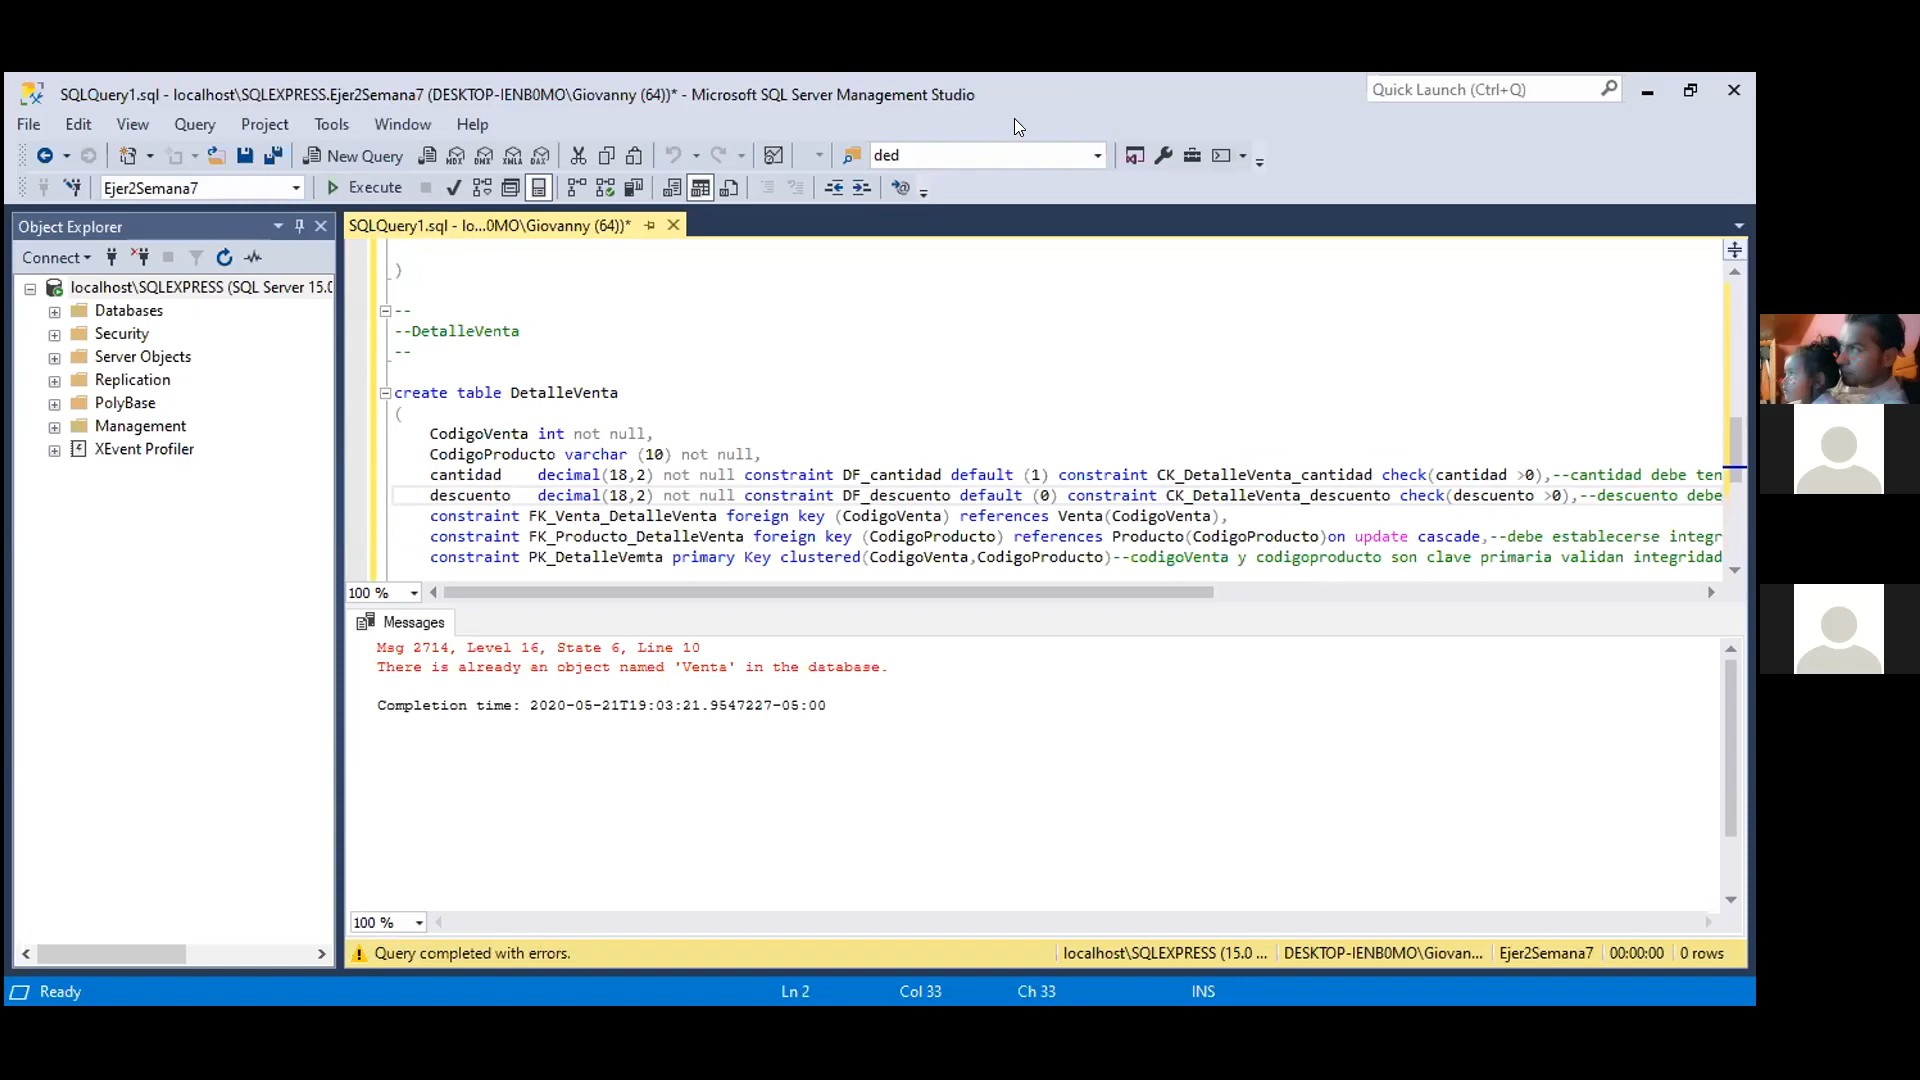 SQLQuery1.sql - localhost\SQLEXPRESS.Ejer2Semana7 (DESKTOP-IENB0MO\Giovanny (64))* - Microsoft SQL Server Management Studio
Quick Launch (Ctrl+Q)
File Edit View Query Project Tools Window Help
New Query MDX DMX XMLA DAX ded
Ejer2Semana7 Execute
Object Explorer
SQLQuery1.sql - lo...0MO\Giovanny (64))*
Connect
localhost\SQLEXPRESS (SQL Server 15.0
Databases
Security
Server Objects
Replication
PolyBase
Management
XEvent Profiler
)
--
--DetalleVenta
--
create table DetalleVenta
(
CodigoVenta int not null,
CodigoProducto varchar (10) not null,
cantidad decimal(18,2) not null constraint DF_cantidad default (1) constraint CK_DetalleVenta_cantidad check(cantidad >0),--cantidad debe ten
descuento decimal(18,2) not null constraint DF_descuento default (0) constraint CK_DetalleVenta_descuento check(descuento >0),--descuento debe
constraint FK_Venta_DetalleVenta foreign key (CodigoVenta) references Venta(CodigoVenta),
constraint FK_Producto_DetalleVenta foreign key (CodigoProducto) references Producto(CodigoProducto)on update cascade,--debe establecerse integr
constraint PK_DetalleVemta primary Key clustered(CodigoVenta,CodigoProducto)--codigoVenta y codigoproducto son clave primaria validan integridad
100 %
Messages
Msg 2714, Level 16, State 6, Line 10
There is already an object named 'Venta' in the database.
Completion time: 2020-05-21T19:03:21.9547227-05:00
100 %
Query completed with errors. localhost\SQLEXPRESS (15.0 ... DESKTOP-IENB0MO\Giovan... Ejer2Semana7 00:00:00 0 rows
Ready Ln 2 Col 33 Ch 33 INS